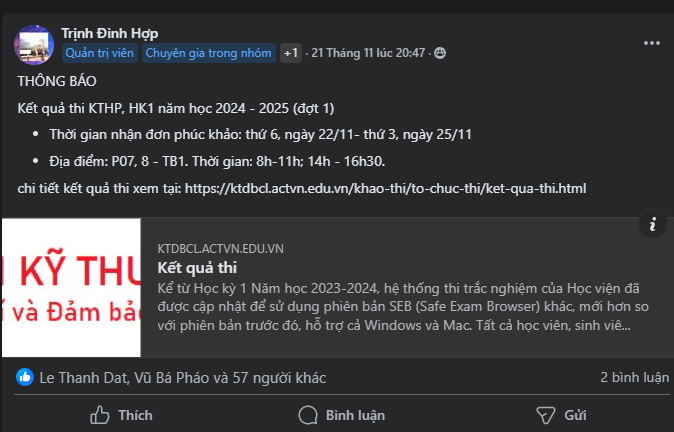 Trịnh Đình Hợp
Quản trị viên Chuyên gia trong nhóm +1 · 21 Tháng 11 lúc 20:47 ·
THÔNG BÁO
Kết quả thi KTHP, HK1 năm học 2024 - 2025 (đợt 1)
• Thời gian nhận đơn phúc khảo: thứ 6, ngày 22/11- thứ 3, ngày 25/11
• Địa điểm: P07, 8 - TB1. Thời gian: 8h-11h; 14h - 16h30.
chi tiết kết quả thi xem tại: https://ktdbcl.actvn.edu.vn/khao-thi/to-chuc-thi/ket-qua-thi.html
KỸ THU
í và Đảm bảo
KTDBCL.ACTVN.EDU.VN
Kết quả thi
Kể từ Học kỳ 1 Năm học 2023-2024, hệ thống thi trắc nghiệm của Học viện đã
được cập nhật để sử dụng phiên bản SEB (Safe Exam Browser) khác, mới hơn so
với phiên bản trước đó, hỗ trợ cả Windows và Mac. Tất cả học viên, sinh viê...
Le Thanh Dat, Vũ Bá Pháo và 57 người khác
2 bình luận
Thích
Bình luận
Gửi